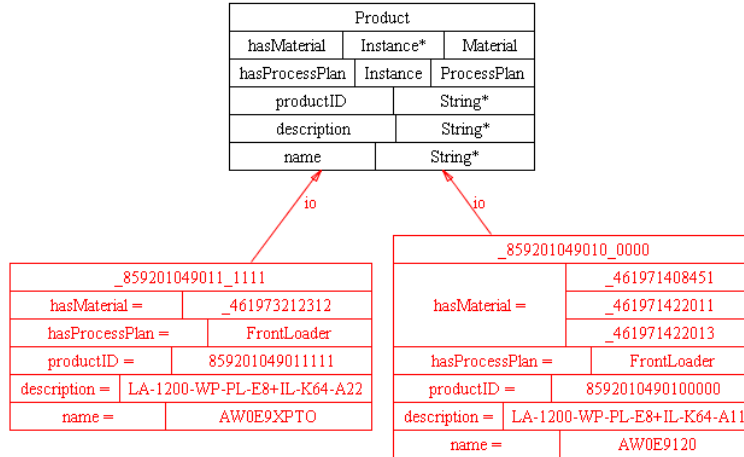 Product
hasMaterial Instance* Material
hasProcessPlan Instance ProcessPlan
productID String*
description String*
name String*
io io
_859201049011_1111
hasMaterial = _461973212312
hasProcessPlan = FrontLoader
productID = 859201049011111
description = LA-1200-WP-PL-E8+IL-K64-A22
name = AW0E9XPTO
_859201049010_0000
hasMaterial = _461971408451
_461971422011
_461971422013
hasProcessPlan = FrontLoader
productID = 8592010490100000
description = LA-1200-WP-PL-E8+IL-K64-A11
name = AW0E9120